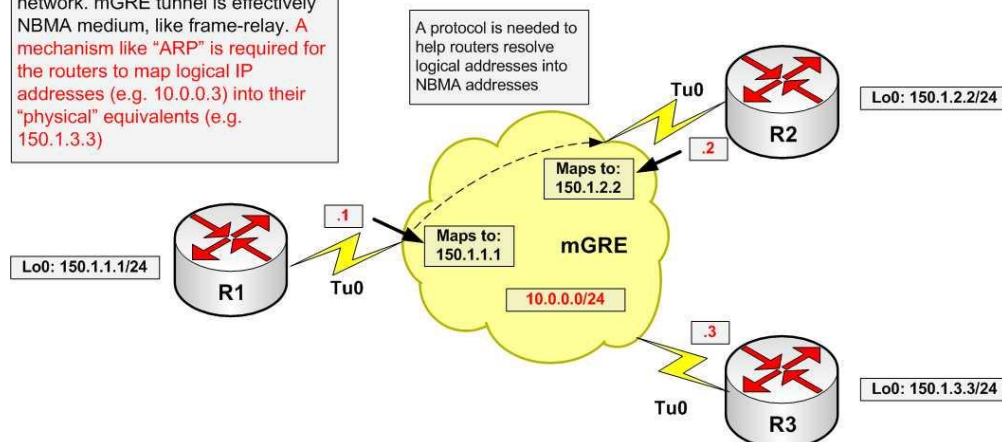 network. mGRE tunnel is effectively
NBMA medium, like frame-relay. A
mechanism like “ARP” is required for
the routers to map logical IP
addresses (e.g. 10.0.0.3) into their
“physical” equivalents (e.g.
150.1.3.3)
A protocol is needed to
help routers resolve
logical addresses into
NBMA addresses
Tu0
Lo0: 150.1.2.2/24
R2
.2
Maps to:
150.1.2.2
.1
Maps to:
150.1.1.1
mGRE
Lo0: 150.1.1.1/24
R1
Tu0
10.0.0.0/24
.3
Lo0: 150.1.3.3/24
Tu0
R3